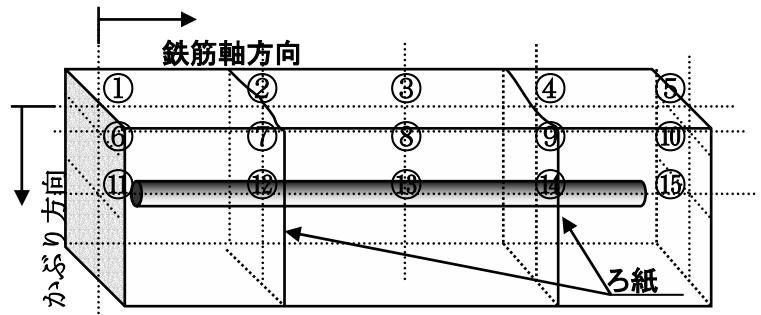 鉄筋軸方向
① ② ③ ④ ⑤
⑥ ⑦ ⑧ ⑨ ⑩
⑪ ⑫ ⑬ ⑭ ⑮
かぶり方向
ろ紙